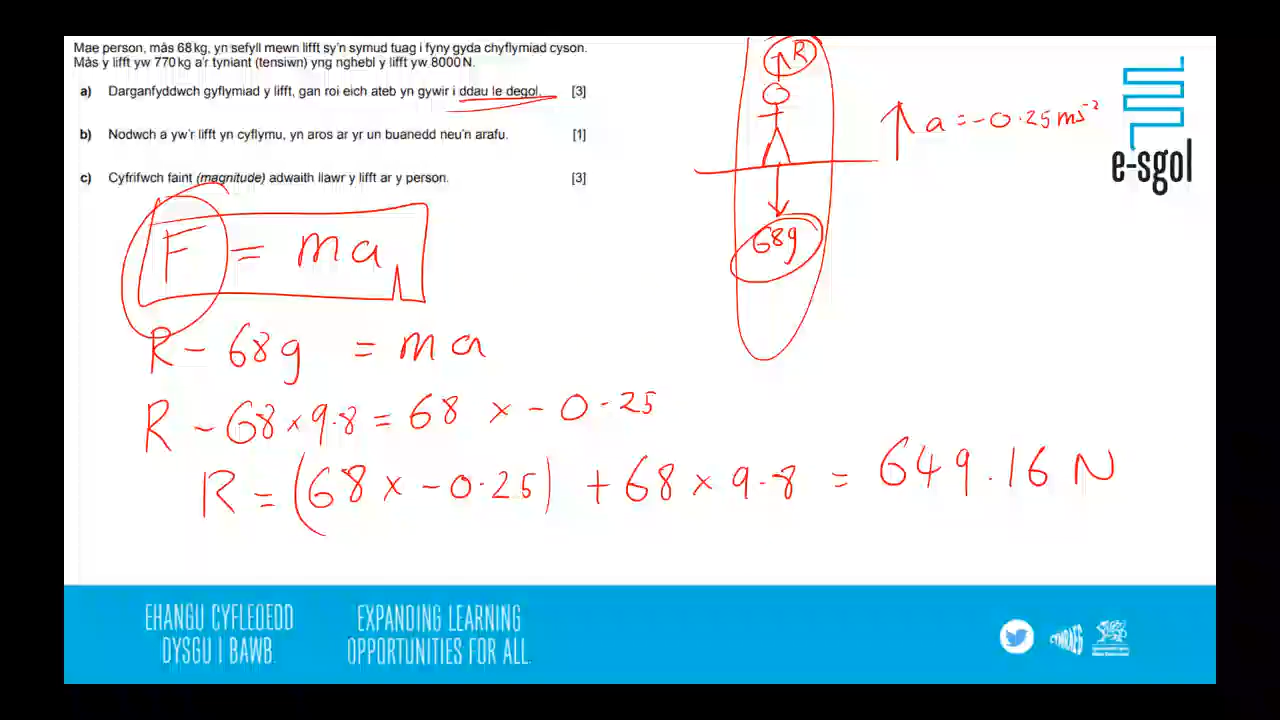 Mae person, màs 68 kg, yn sefyll mewn lifft sy'n symud tuag i fyny gyda chyflymiad cyson.
Màs y lifft yw 770 kg a'r tyniant (tensiwn) yng nghebl y lifft yw 8000 N.
a) Darganfyddwch gyflymiad y lifft, gan roi eich ateb yn gywir i ddau le degol. [3]
b) Nodwch a yw'r lifft yn cyflymu, yn aros ar yr un buanedd neu'n arafu. [1]
c) Cyfrifwch faint (magnitude) adwaith llawr y lifft ar y person. [3]
R
a = -0.25 ms⁻²
68g
e-sgol
F = ma
R - 68g = ma
R - 68 × 9.8 = 68 × - 0.25
R = (68 × -0.25) + 68 × 9.8 = 649.16 N
EHANGU CYFLEOEDD
DYSGU I BAWB.
EXPANDING LEARNING
OPPORTUNITIES FOR ALL.